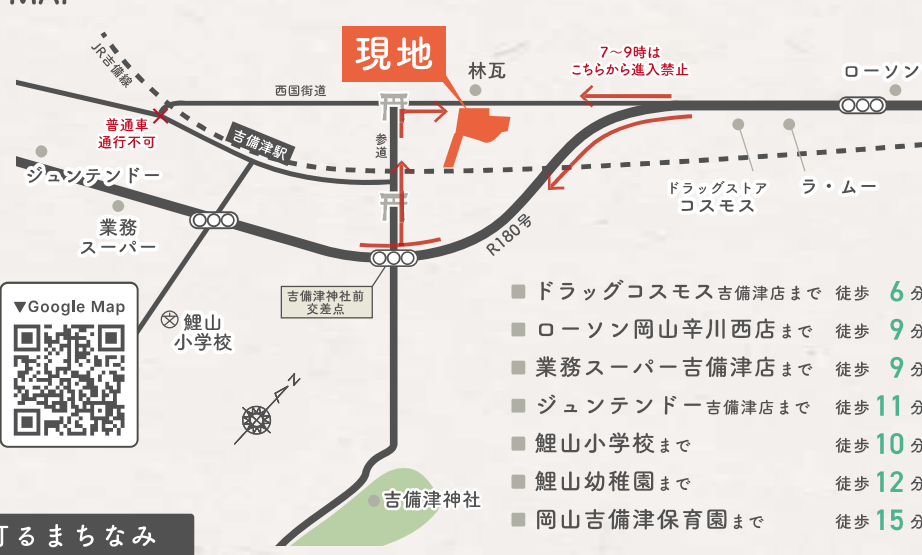 現地
林瓦
7〜9時は
こちらから進入禁止
ローソン
JR吉備線
西国街道
普通車
通行不可
吉備津駅
参道
ジュンテンドー
業務
スーパー
ドラッグストア
コスモス
ラ・ムー
R180号
吉備津神社前
交差点
▼Google Map
鯉山
小学校
N
吉備津神社
ドラッグコスモス吉備津店まで 徒歩 6分
ローソン岡山辛川西店まで 徒歩 9分
業務スーパー吉備津店まで 徒歩 9分
ジュンテンドー吉備津店まで 徒歩 11分
鯉山小学校まで 徒歩 10分
鯉山幼稚園まで 徒歩 12分
岡山吉備津保育園まで 徒歩 15分
るまちなみ